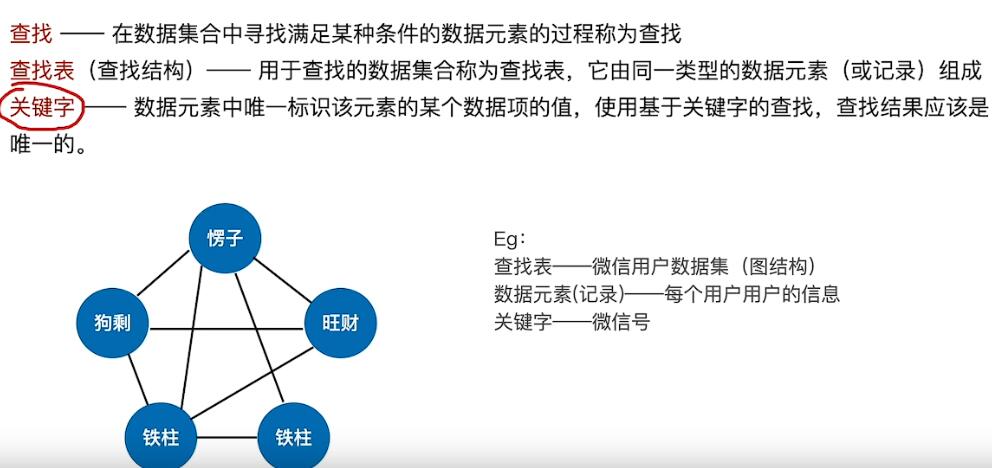 查找 —— 在数据集合中寻找满足某种条件的数据元素的过程称为查找
查找表（查找结构）—— 用于查找的数据集合称为查找表，它由同一类型的数据元素（或记录）组成
关键字 —— 数据元素中唯一标识该元素的某个数据项的值，使用基于关键字的查找，查找结果应该是
唯一的。
愣子
狗剩
旺财
铁柱
铁柱
Eg：
查找表——微信用户数据集（图结构）
数据元素(记录)——每个用户用户的信息
关键字——微信号